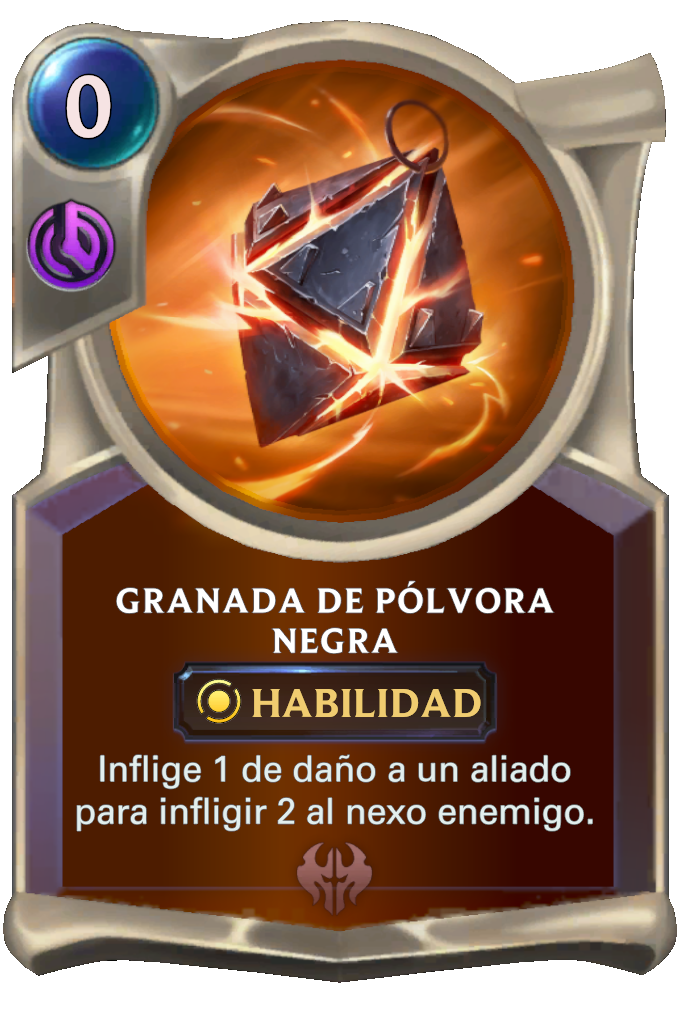 0
GRANADA DE PÓLVORA
NEGRA
HABILIDAD
Inflige 1 de daño a un aliado
para infligir 2 al nexo enemigo.